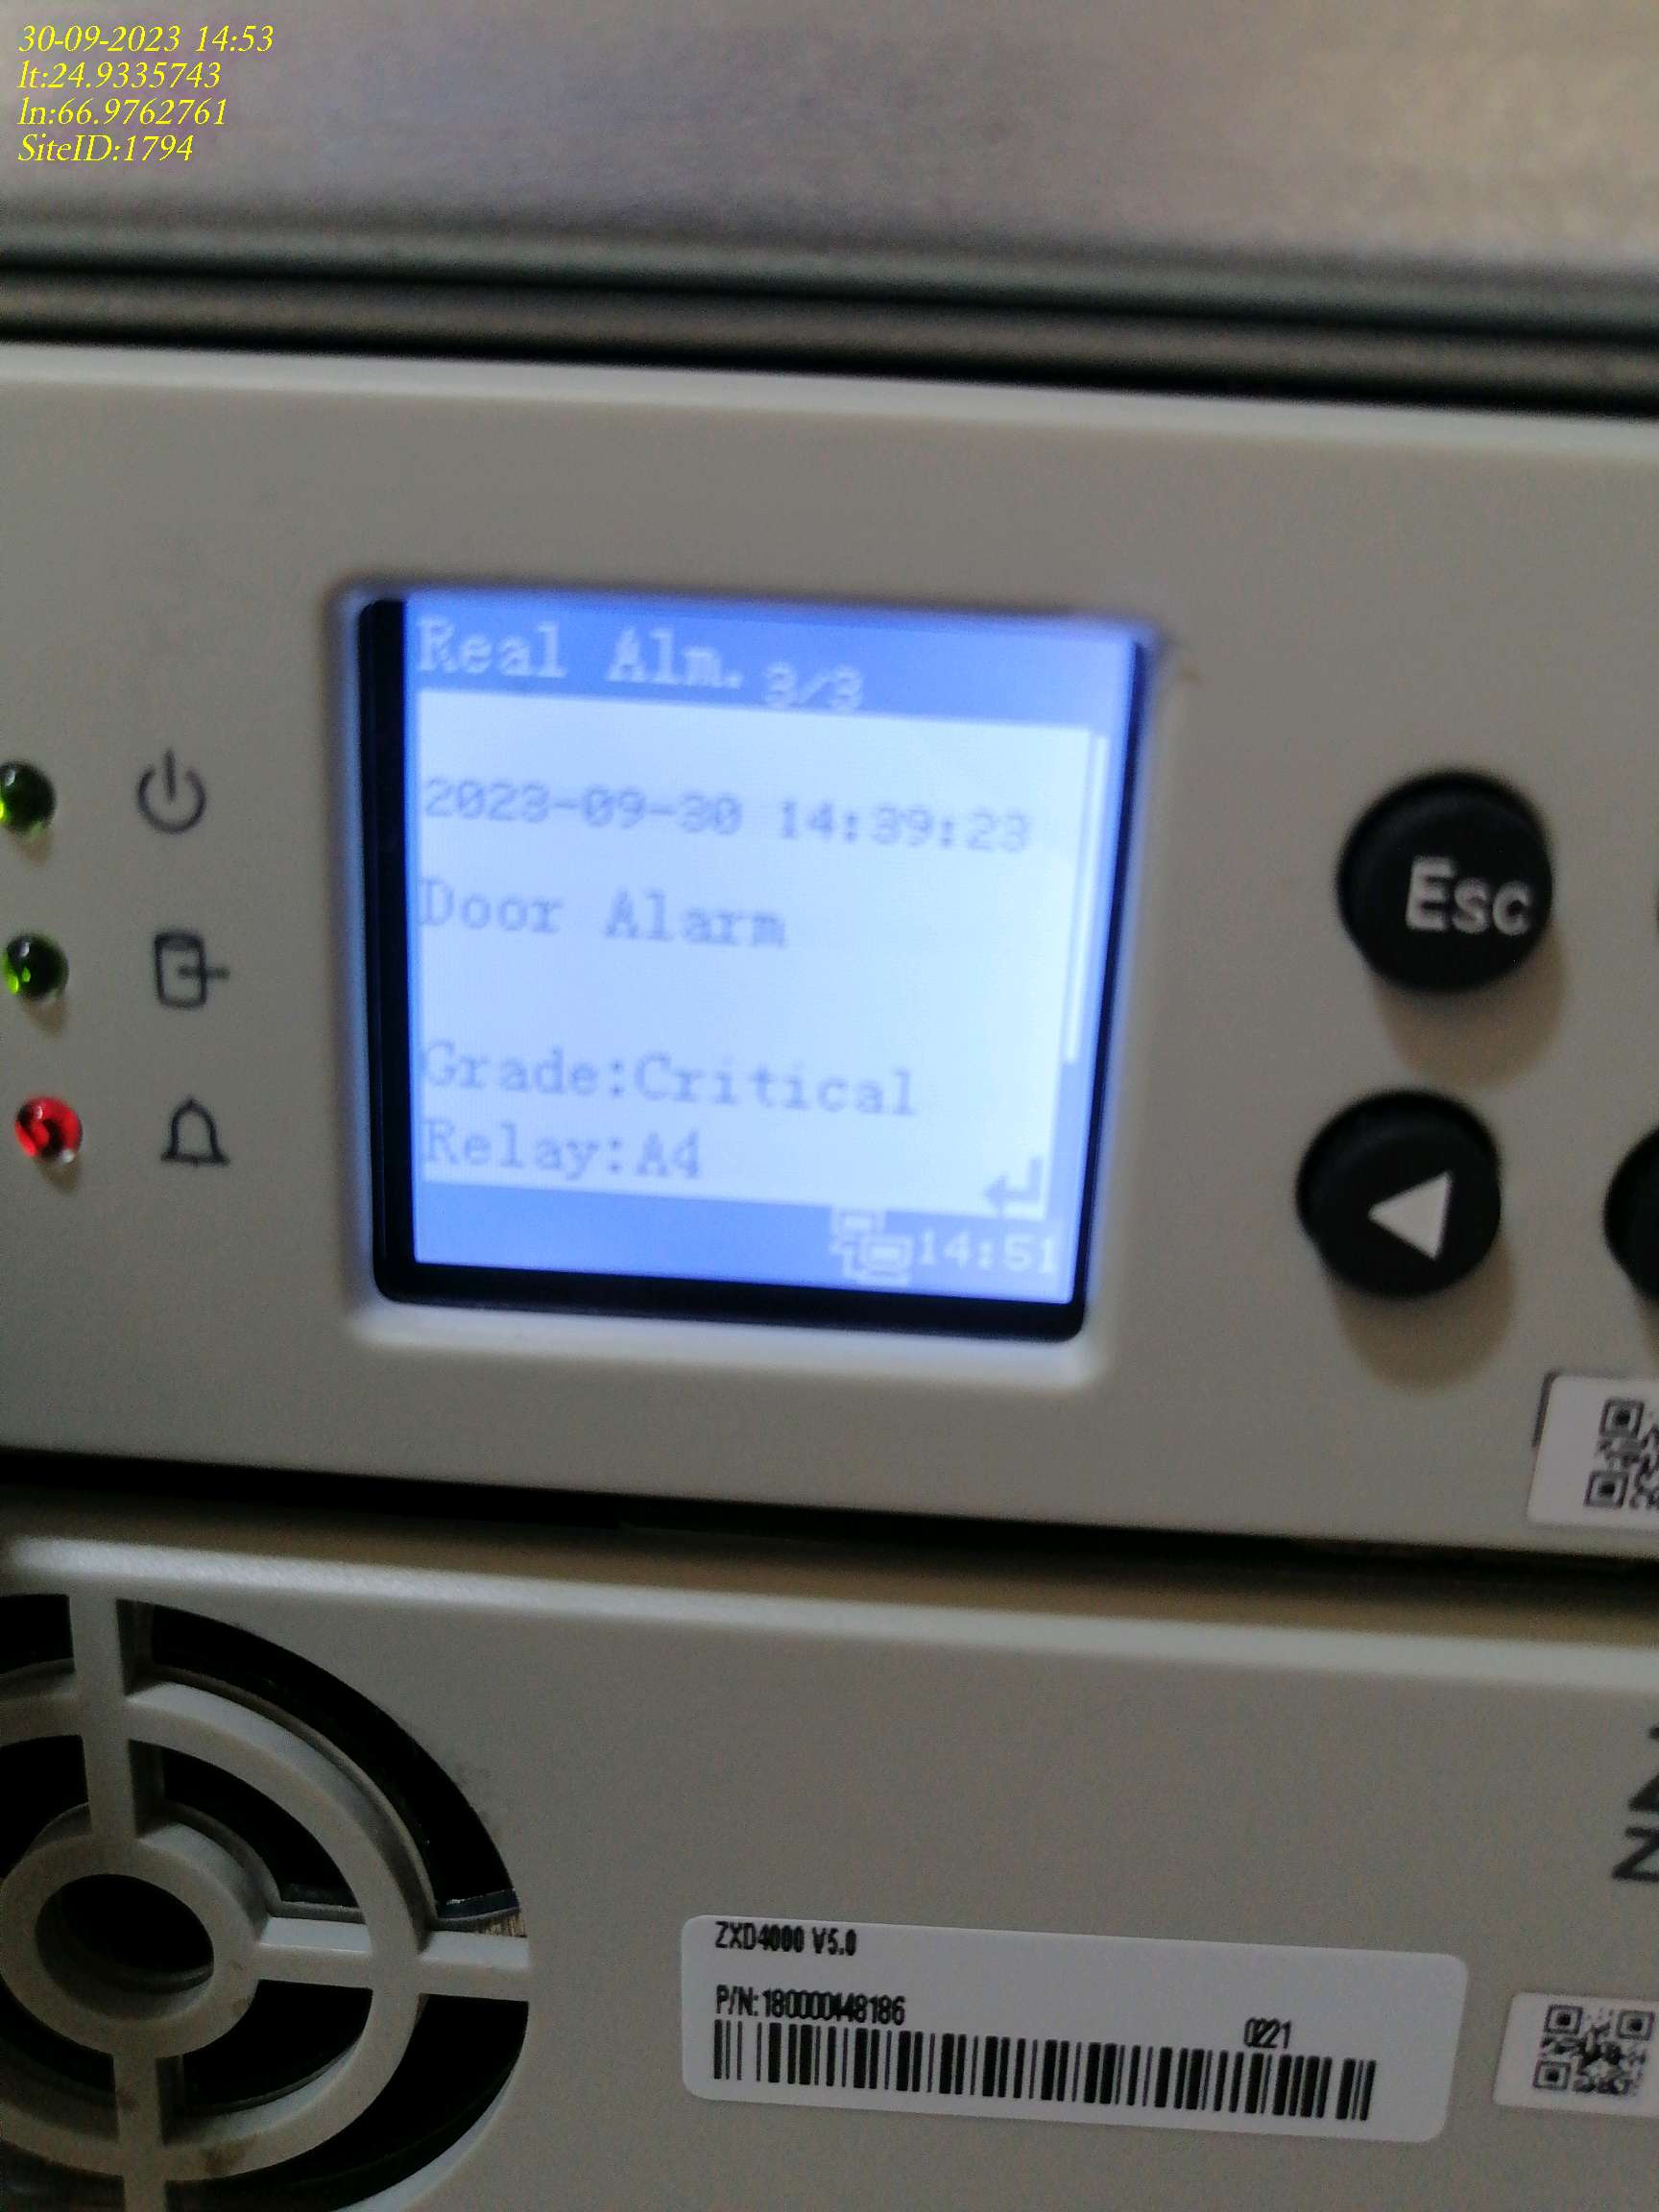 30-09-2023 14:53
lt:24.9335743
ln:66.9762761
SiteID:1794
Real Alm. 3/3
2023-09-30 14:39:23
Door Alarm
Grade:Critical
Relay:A4
14:51
Esc
ZXD4000 V5.0
P/N:180000448186
0221